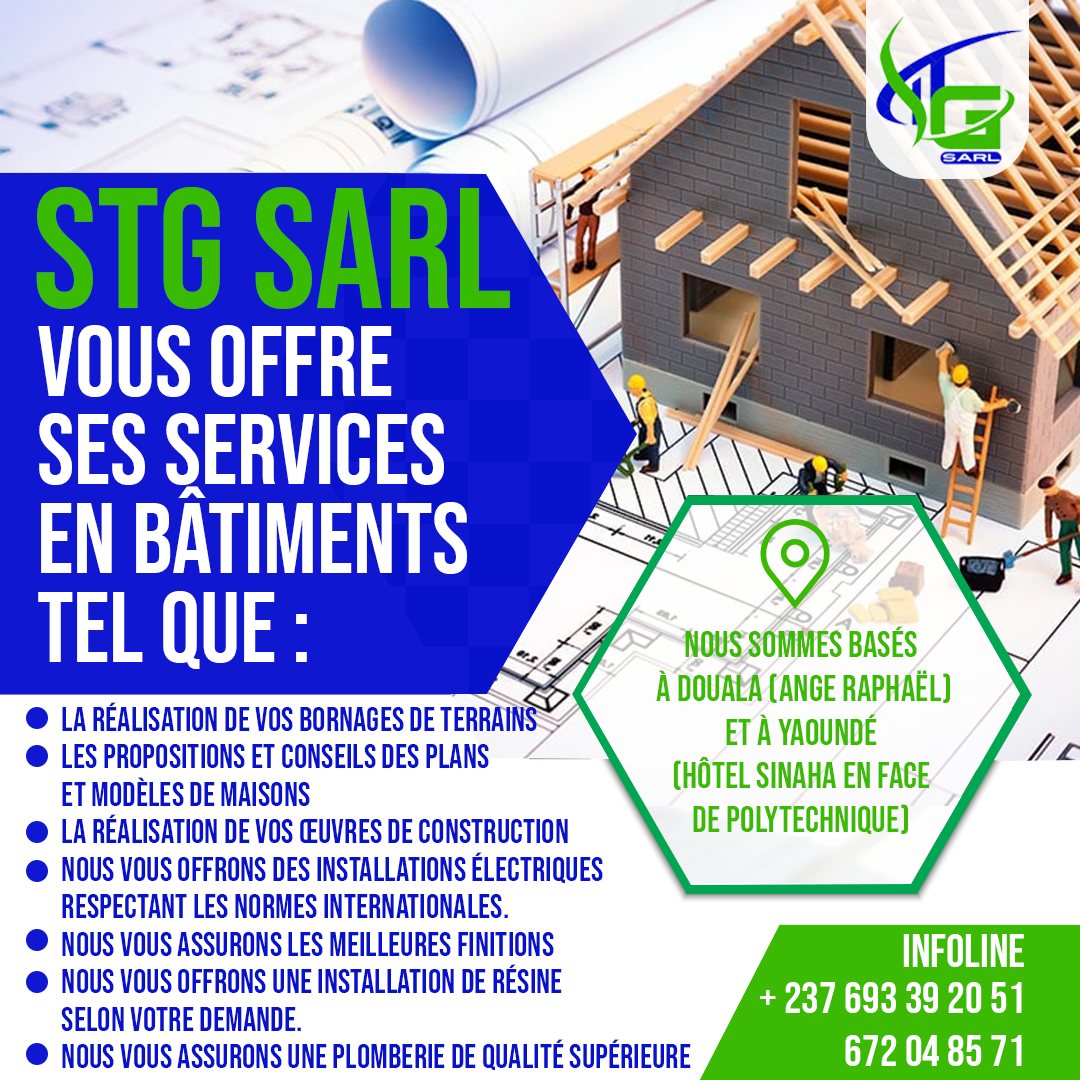 STG
SARL
STG SARL
VOUS OFFRE
SES SERVICES
EN BÂTIMENTS
TEL QUE :
LA RÉALISATION DE VOS BORNAGES DE TERRAINS
LES PROPOSITIONS ET CONSEILS DES PLANS
ET MODÈLES DE MAISONS
LA RÉALISATION DE VOS ŒUVRES DE CONSTRUCTION
NOUS VOUS OFFRONS DES INSTALLATIONS ÉLECTRIQUES
RESPECTANT LES NORMES INTERNATIONALES.
NOUS VOUS ASSURONS LES MEILLEURES FINITIONS
NOUS VOUS OFFRONS UNE INSTALLATION DE RÉSINE
SELON VOTRE DEMANDE.
NOUS VOUS ASSURONS UNE PLOMBERIE DE QUALITÉ SUPÉRIEURE
NOUS SOMMES BASÉS
À DOUALA (ANGE RAPHAËL)
ET À YAOUNDÉ
(HÔTEL SINAHA EN FACE
DE POLYTECHNIQUE)
INFOLINE
+ 237 693 39 20 51
672 04 85 71